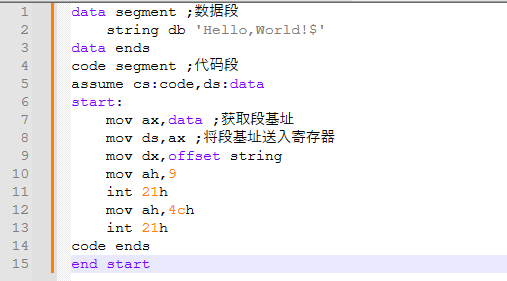 1 data segment ;数据段
2 string db 'Hello,World!$'
3 data ends
4 code segment ;代码段
5 assume cs:code,ds:data
6 start:
7 mov ax,data ;获取段基址
8 mov ds,ax ;将段基址送入寄存器
9 mov dx,offset string
10 mov ah,9
11 int 21h
12 mov ah,4ch
13 int 21h
14 code ends
15 end start